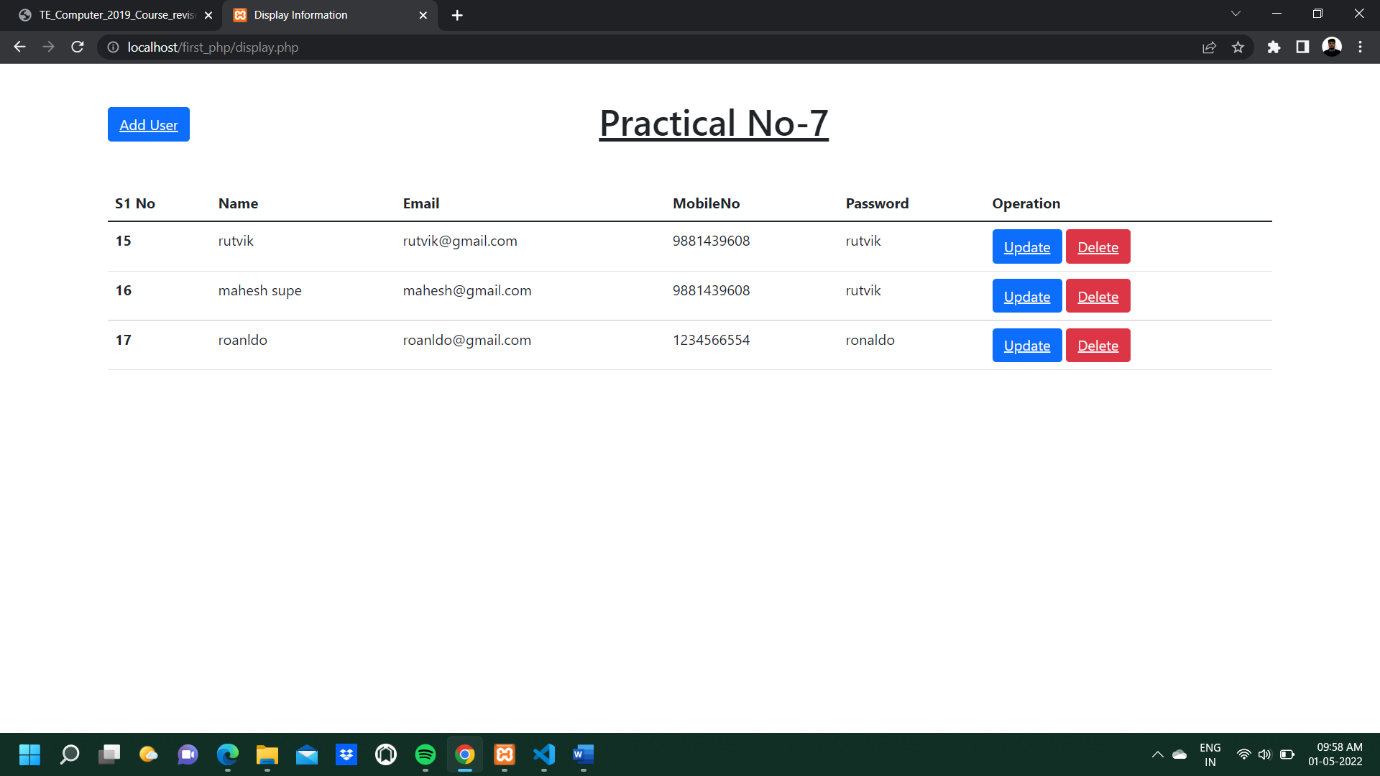 TE_Computer_2019_Course_revis
Display Information
localhost/first_php/display.php
Add User
Practical No-7
S1 No Name Email MobileNo Password Operation
15 rutvik rutvik@gmail.com 9881439608 rutvik Update Delete
16 mahesh supe mahesh@gmail.com 9881439608 rutvik Update Delete
17 roanldo roanldo@gmail.com 1234566554 ronaldo Update Delete
ENG
IN
09:58 AM
01-05-2022